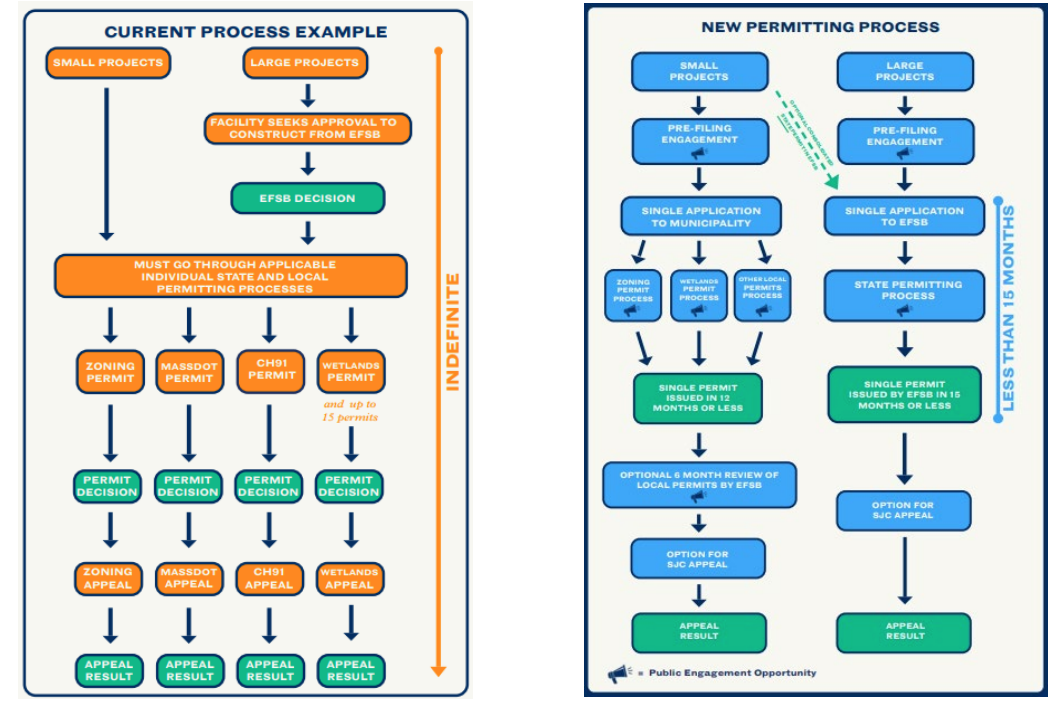 CURRENT PROCESS EXAMPLE
SMALL PROJECTS
LARGE PROJECTS
FACILITY SEEKS APPROVAL TO
CONSTRUCT FROM EFSB
EFSB DECISION
MUST GO THROUGH APPLICABLE
INDIVIDUAL STATE AND LOCAL
PERMITTING PROCESSES
ZONING
PERMIT
MASSDOT
PERMIT
CH91
PERMIT
WETLANDS
PERMIT
and up to
15 permits
PERMIT
DECISION
PERMIT
DECISION
PERMIT
DECISION
PERMIT
DECISION
ZONING
APPEAL
MASSDOT
APPEAL
CH91
APPEAL
WETLANDS
APPEAL
APPEAL
RESULT
APPEAL
RESULT
APPEAL
RESULT
APPEAL
RESULT
INDEFINITE
NEW PERMITTING PROCESS
SMALL
PROJECTS
LARGE
PROJECTS
OPTIONAL CONSOLIDATED
STATE PERMIT IN EFSB
PRE-FILING
ENGAGEMENT
PRE-FILING
ENGAGEMENT
SINGLE APPLICATION
TO MUNICIPALITY
SINGLE APPLICATION
TO EFSB
ZONING
PERMIT
PROCESS
WETLANDS
PERMIT
PROCESS
OTHER LOCAL
PERMITS
PROCESS
STATE PERMITTING
PROCESS
SINGLE PERMIT
ISSUED IN 12
MONTHS OR LESS
SINGLE PERMIT
ISSUED BY EFSB IN 15
MONTHS OR LESS
LESS THAN 15 MONTHS
OPTIONAL 6 MONTH REVIEW OF
LOCAL PERMITS BY EFSB
OPTION FOR
SJC APPEAL
OPTION FOR
SJC APPEAL
APPEAL
RESULT
APPEAL
RESULT
= Public Engagement Opportunity